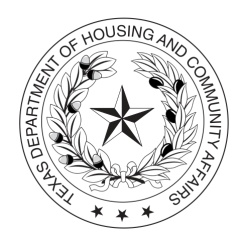 TEXAS DEPARTMENT OF HOUSING AND COMMUNITY AFFAIRS